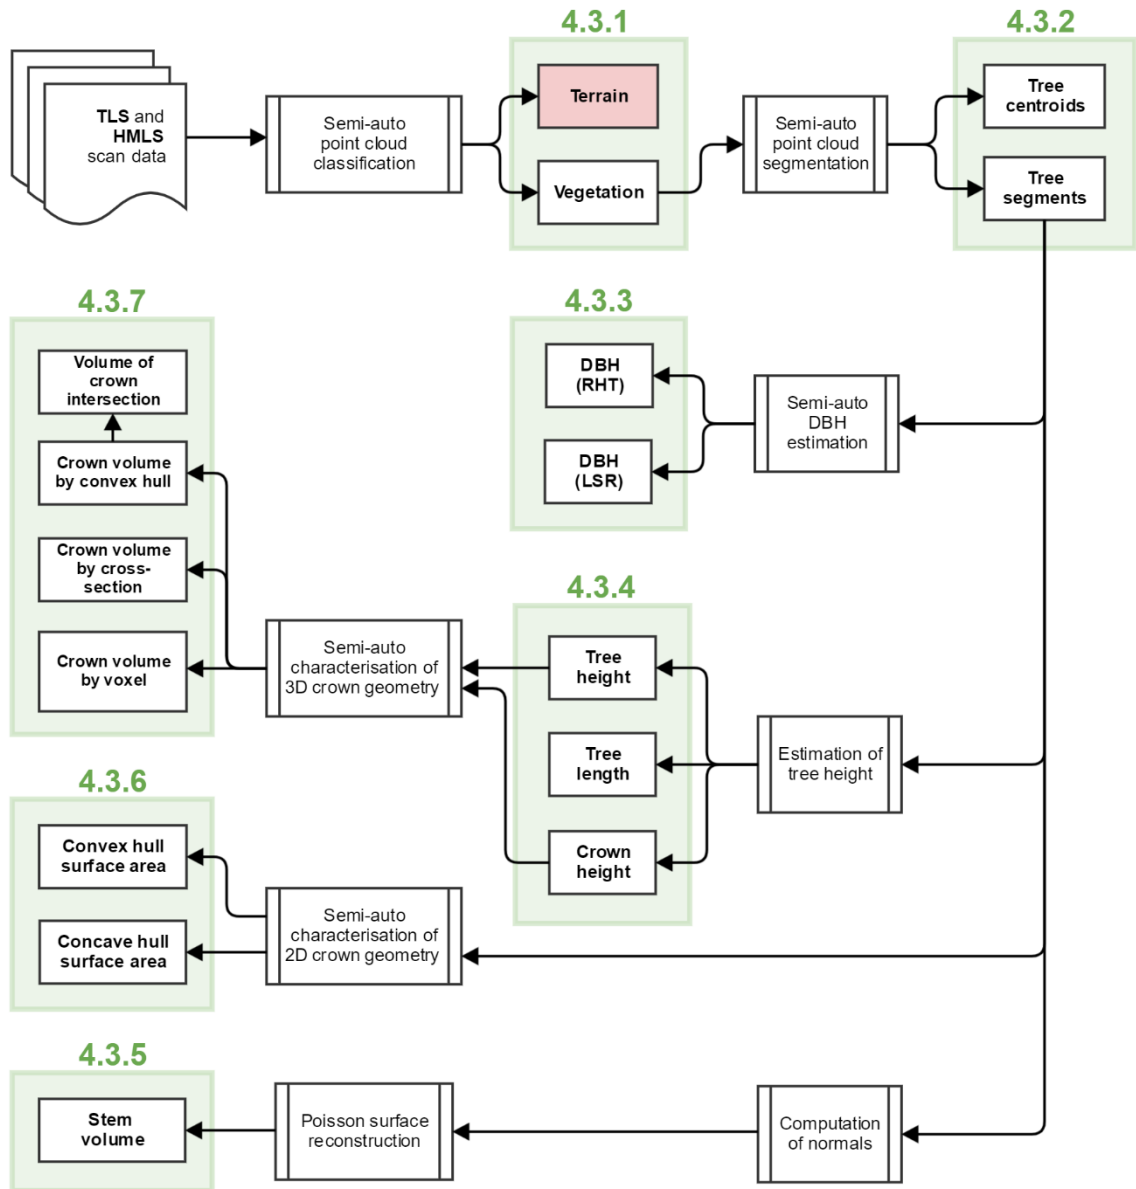 4.3.1
4.3.2
TLS and
HMLS
scan data
Semi-auto
point cloud
classification
Terrain
Vegetation
Semi-auto
point cloud
segmentation
Tree
centroids
Tree
segments
4.3.7
Volume of
crown
intersection
Crown volume
by convex hull
Crown volume
by cross-
section
Crown volume
by voxel
4.3.3
DBH
(RHT)
DBH
(LSR)
Semi-auto
DBH
estimation
4.3.4
Semi-auto
characterisation of
3D crown geometry
Tree
height
Tree
length
Crown
height
Estimation of
tree height
4.3.6
Convex hull
surface area
Concave hull
surface area
Semi-auto
characterisation of
2D crown geometry
4.3.5
Stem
volume
Poisson surface
reconstruction
Computation
of normals